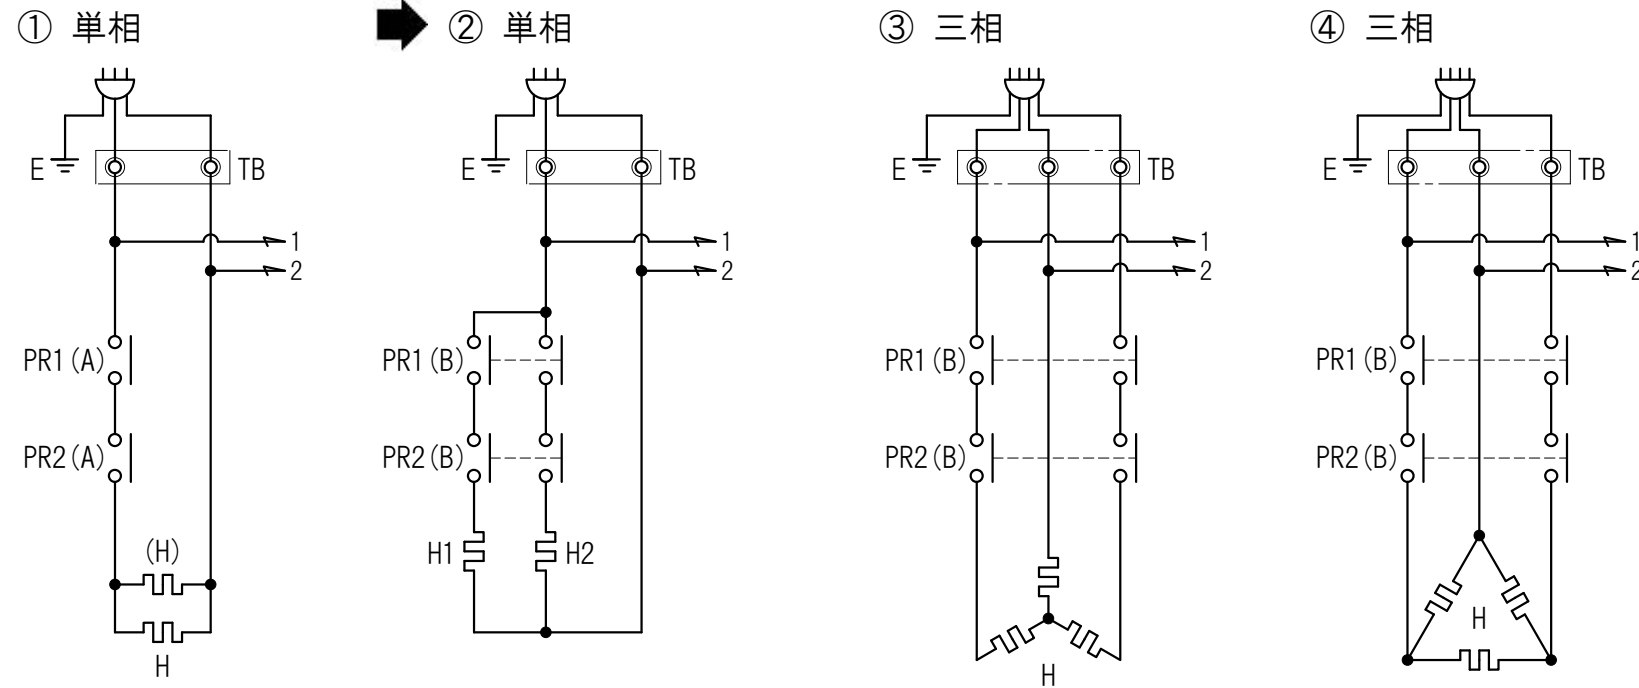 ① 単相
② 単相
③ 三相
④ 三相
E TB
E TB
E TB
E TB
1 1 1 1
2 2 2 2
PR1(A) PR1(B) PR1(B) PR1(B)
PR2(A) PR2(B) PR2(B) PR2(B)
(H) H1 H2
H H H